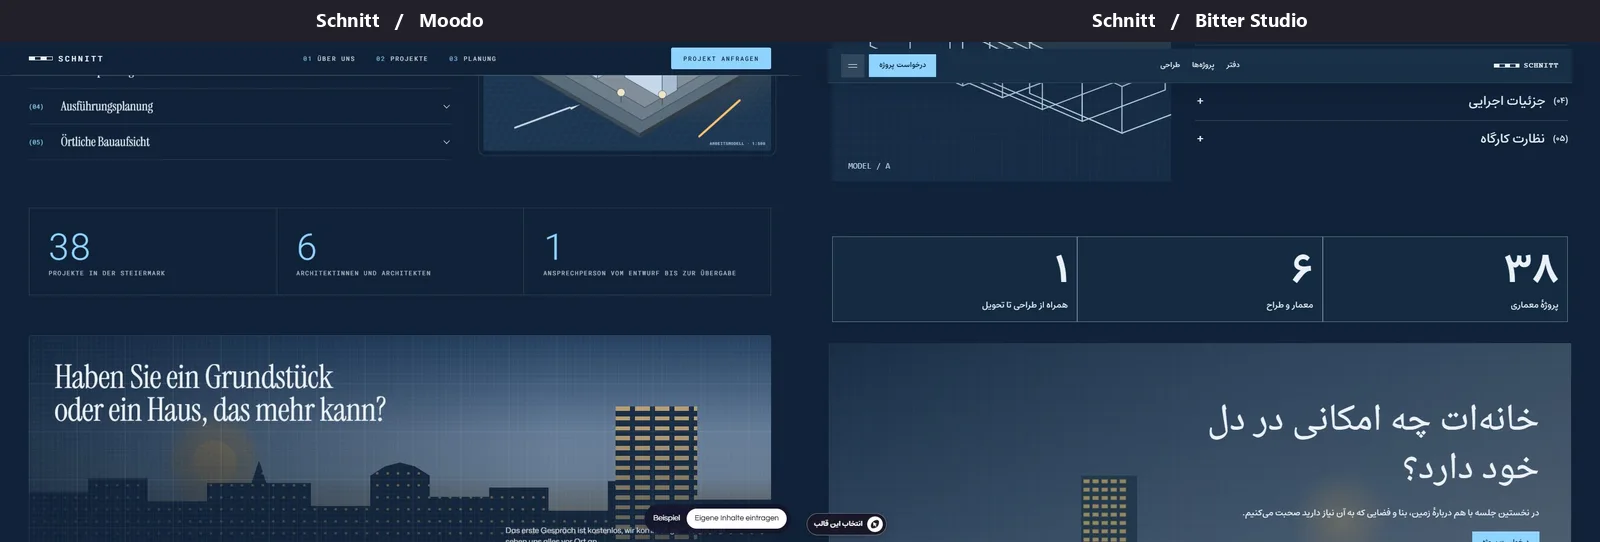 Schnitt / Moodo
SCHNITT
01 ÜBER UNS
02 PROJEKTE
03 PLANUNG
PROJEKT ANFRAGEN
(04) Ausführungsplanung
(05) Örtliche Bauaufsicht
ARBEITSMODELL 1:500
38
PROJEKTE IN DER STEIERMARK
6
ARCHITEKTINNEN UND ARCHITEKTEN
1
ANSPRECHPERSON VOM ENTWURF BIS ZUR ÜBERGABE
Haben Sie ein Grundstück
oder ein Haus, das mehr kann?
Das erste Gespräch ist kostenlos, wir
Beispiel
Eigene Inhalte eintragen
Schnitt / Bitter Studio
SCHNITT
دفتر
پروژه‌ها
طراحی
درخواست پروژه
(۰۴) جزئیات اجرایی
+
(۰۵) نظارت کارگاه
+
MODEL / A
۳۸
پروژهٔ معماری
۶
معمار و طراح
۱
همراه از طراحی تا تحویل
خانه‌ات چه امکانی در دل
خود دارد؟
در نخستین جلسه با هم دربارهٔ زمین، بنا و فضایی که به آن نیاز دارید صحبت می‌کنیم.
انتخاب این قالب